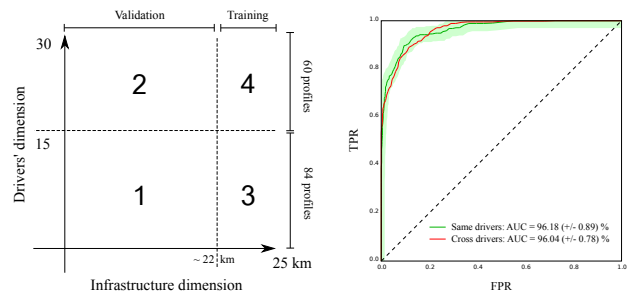 Validation
Training
30
2
4
60 profiles
Drivers' dimension
15
1
3
84 profiles
~ 22 km
25 km
Infrastructure dimension
1.0
0.8
0.6
0.4
0.2
0.0
TPR
Same drivers: AUC = 96.18 (+/- 0.89) %
Cross drivers: AUC = 96.04 (+/- 0.78) %
0.0 0.2 0.4 0.6 0.8 1.0
FPR